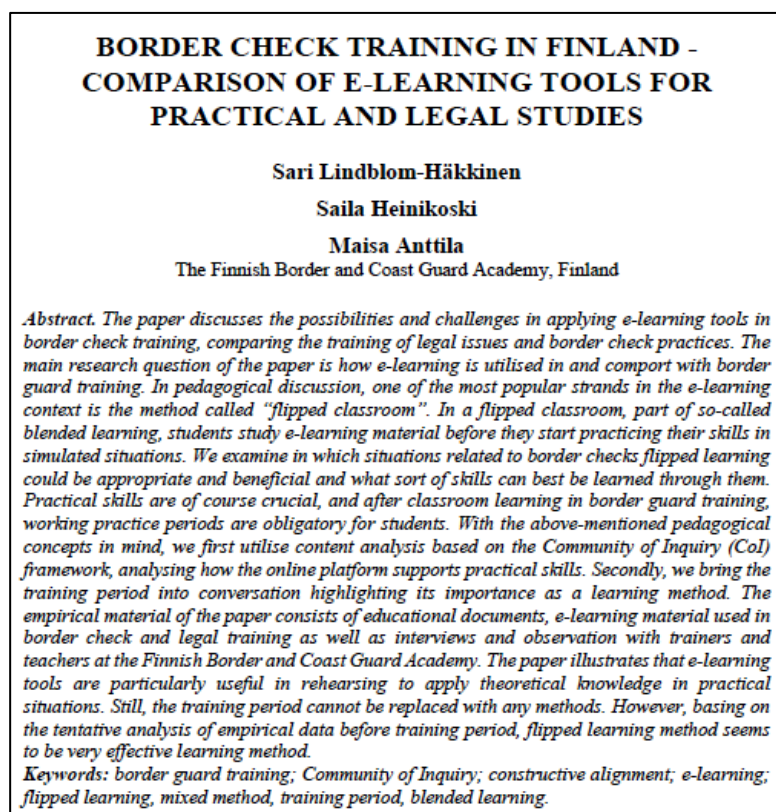 BORDER CHECK TRAINING IN FINLAND -
COMPARISON OF E-LEARNING TOOLS FOR
PRACTICAL AND LEGAL STUDIES
Sari Lindblom-Häkkinen
Saila Heinikoski
Maisa Anttila
The Finnish Border and Coast Guard Academy, Finland
Abstract. The paper discusses the possibilities and challenges in applying e-learning tools in
border check training, comparing the training of legal issues and border check practices. The
main research question of the paper is how e-learning is utilised in and comport with border
guard training. In pedagogical discussion, one of the most popular strands in the e-learning
context is the method called “flipped classroom”. In a flipped classroom, part of so-called
blended learning, students study e-learning material before they start practicing their skills in
simulated situations. We examine in which situations related to border checks flipped learning
could be appropriate and beneficial and what sort of skills can best be learned through them.
Practical skills are of course crucial, and after classroom learning in border guard training,
working practice periods are obligatory for students. With the above-mentioned pedagogical
concepts in mind, we first utilise content analysis based on the Community of Inquiry (CoI)
framework, analysing how the online platform supports practical skills. Secondly, we bring the
training period into conversation highlighting its importance as a learning method. The
empirical material of the paper consists of educational documents, e-learning material used in
border check and legal training as well as interviews and observation with trainers and
teachers at the Finnish Border and Coast Guard Academy. The paper illustrates that e-learning
tools are particularly useful in rehearsing to apply theoretical knowledge in practical
situations. Still, the training period cannot be replaced with any methods. However, basing on
the tentative analysis of empirical data before training period, flipped learning method seems
to be very effective learning method.
Keywords: border guard training; Community of Inquiry; constructive alignment; e-learning;
flipped learning, mixed method, training period, blended learning.